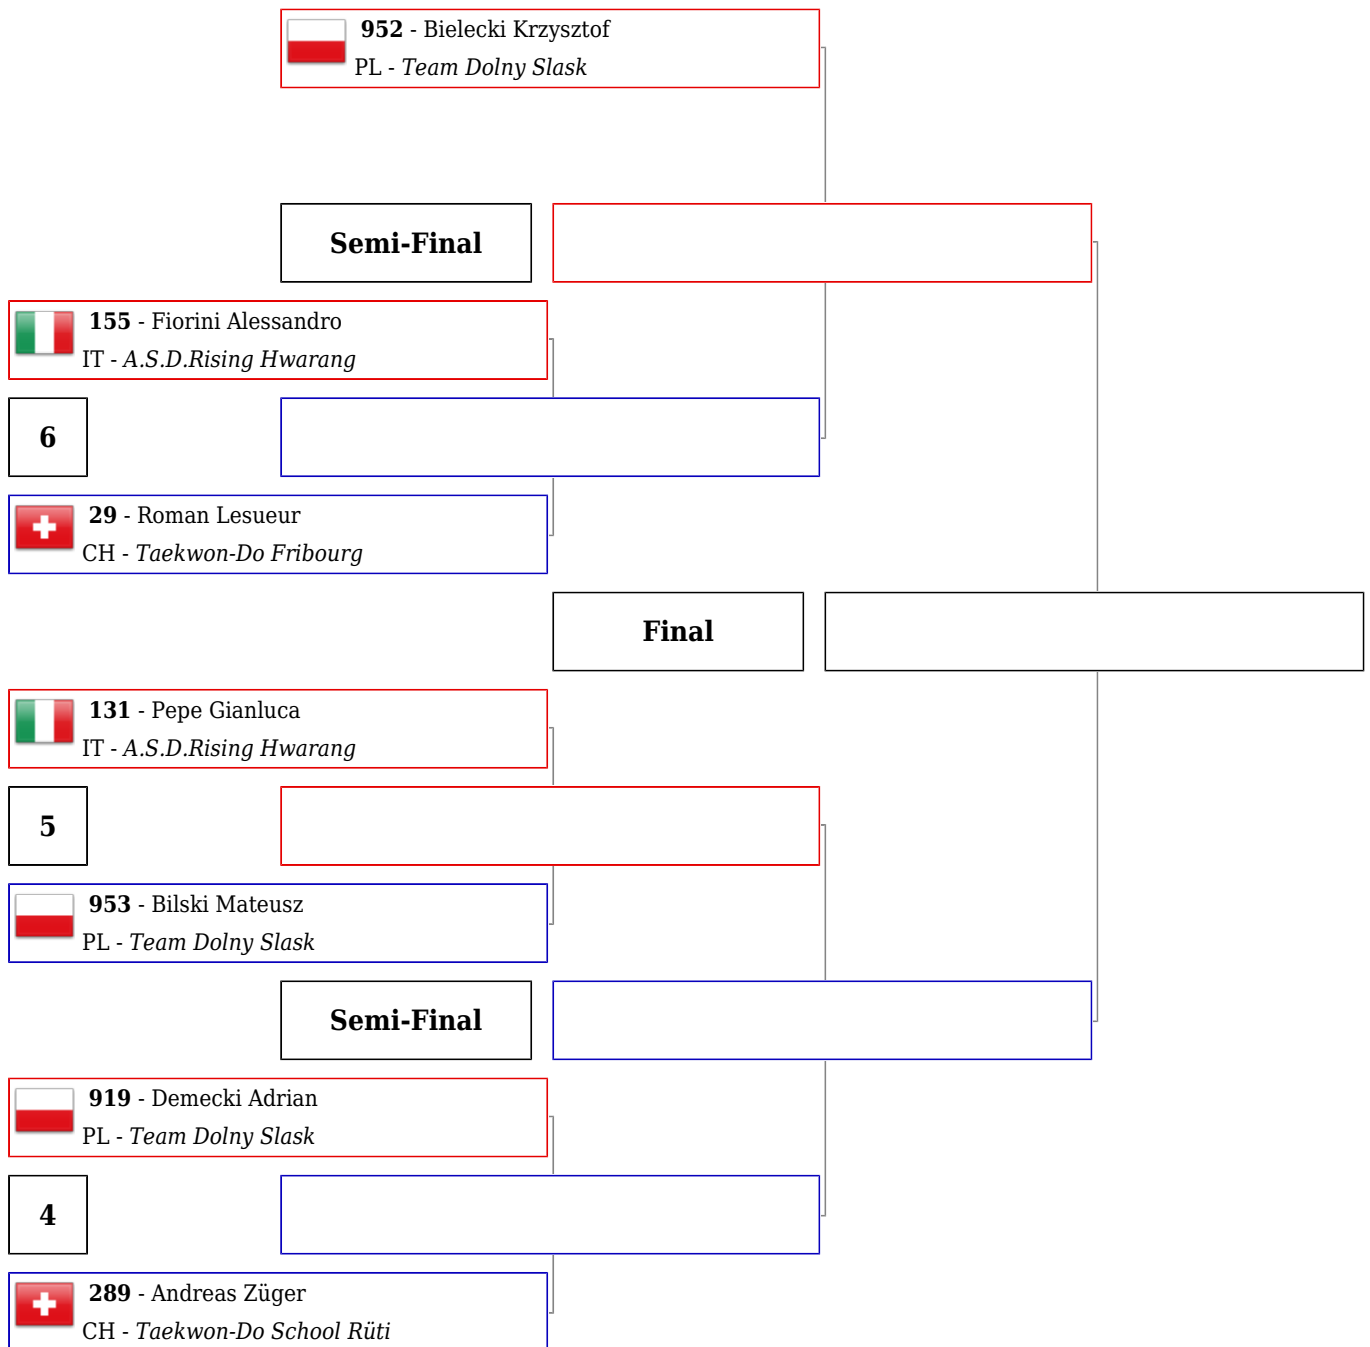 952 - Bielecki Krzysztof
PL - Team Dolny Slask
Semi-Final
155 - Fiorini Alessandro
IT - A.S.D.Rising Hwarang
6
29 - Roman Lesueur
CH - Taekwon-Do Fribourg
Final
131 - Pepe Gianluca
IT - A.S.D.Rising Hwarang
5
953 - Bilski Mateusz
PL - Team Dolny Slask
Semi-Final
919 - Demecki Adrian
PL - Team Dolny Slask
4
289 - Andreas Züger
CH - Taekwon-Do School Rüti